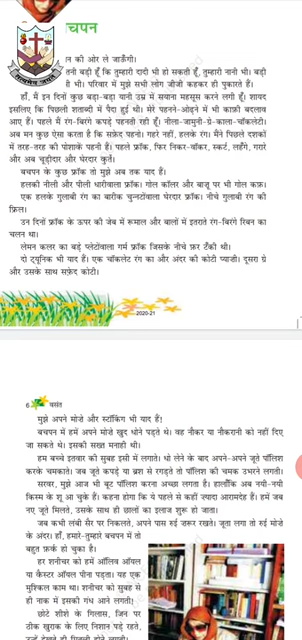 बचपन
न की ओर ले जाऊँगी।
तनी बड़ी हूँ कि तुम्हारी दादी भी हो सकती हूँ, तुम्हारी नानी भी। बड़ी
भी। परिवार में मुझे सभी लोग जीजी कहकर ही पुकारते हैं।
हाँ, मैं इन दिनों कुछ बड़ा-बड़ा यानी उम्र में सयाना महसूस करने लगी हूँ। शायद
इसलिए कि पिछली शताब्दी में पैदा हुई थी। मेरे पहनने-ओढ़ने में भी काफ़ी बदलाव
आए हैं। पहले मैं रंग-बिरंगे कपड़े पहनती रही हूँ। नीला-जामुनी-ग्रे-काला-चॉकलेटी।
अब मन कुछ ऐसा करता है कि सफ़ेद पहनो। गहरे नहीं, हलके रंग। मैंने पिछले दशकों
में तरह-तरह की पोशाकें पहनी हैं। पहले फ्रॉक, फिर निकर-वॉकर, स्कर्ट, लहँगे, गरारे
और अब चूड़ीदार और घेरदार कुर्ते।
बचपन के कुछ फ्रॉक तो मुझे अब तक याद हैं।
हलकी नीली और पीली धारीवाला फ्रॉक। गोल कॉलर और बाजू पर भी गोल कफ़।
एक हलके गुलाबी रंग का बारीक चुन्नटोंवाला घेरदार फ्रॉक। नीचे गुलाबी रंग की
फ्रिल।
उन दिनों फ्रॉक के ऊपर की जेब में रूमाल और बालों में इतराते रंग-बिरंगे रिबन का
चलन था।
लेमन कलर का बड़े प्लेटोंवाला गर्म फ्रॉक जिसके नीचे फ़र टँकी थी।
दो ट्यूनिक भी याद हैं। एक चॉकलेट रंग का और अंदर की कोटी प्याज़ी। दूसरा ग्रे
और उसके साथ सफ़ेद कोटी।
2020-21
6 वसंत
मुझे अपने मोजे और स्टॉकिंग भी याद हैं!
बचपन में हमें अपने मोजे खुद धोने पड़ते थे। वह नौकर या नौकरानी को नहीं दिए
जा सकते थे। इसकी सख्त मनाही थी।
हम बच्चे इतवार की सुबह इसी में लगाते। धो लेने के बाद अपने-अपने जूते पॉलिश
करके चमकाते। जब जूते कपड़े या ब्रश से रगड़ते तो पॉलिश की चमक उभरने लगती।
सरवर, मुझे आज भी बूट पॉलिश करना अच्छा लगता है। हालाँकि अब नयी-नयी
किस्म के शू आ चुके हैं। कहना होगा कि ये पहले से कहीं ज्यादा आरामदेह हैं। हमें जब
नए जूते मिलते, उसके साथ ही छालों का इलाज शुरू हो जाता।
जब कभी लंबी सैर पर निकलते, अपने पास रुई ज़रूर रखते। जूता लगा तो रुई मोजे
के अंदर। हाँ, हमारे-तुम्हारे बचपन में तो
बहुत फ़र्क हो चुका है।
हर शनीचर को हमें ऑलिव ऑयल
या कैस्टर ऑयल पीना पड़ता। यह एक
मुश्किल काम था। शनीचर को सुबह से
ही नाक में इसकी गंध आने लगती!
छोटे शीशे के गिलास, जिन पर
ठीक खुराक के लिए निशान पड़े रहते,
उन्हें देखते ही मितली होने लगती।